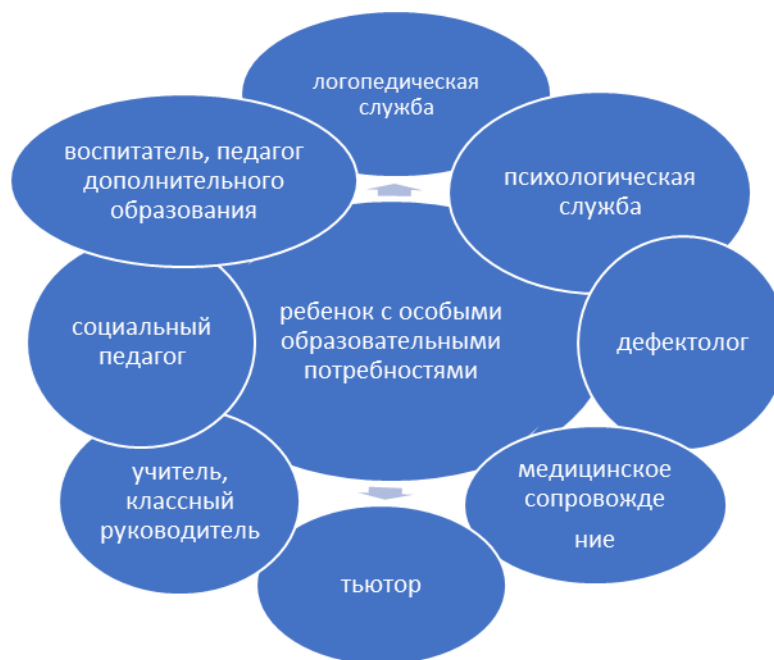 логопедическая
служба
воспитатель, педагог
дополнительного
образования
психологическая
служба
социальный
педагог
ребенок с особыми
образовательными
потребностями
дефектолог
учитель,
классный
руководитель
медицинское
сопровожде
ние
тьютор